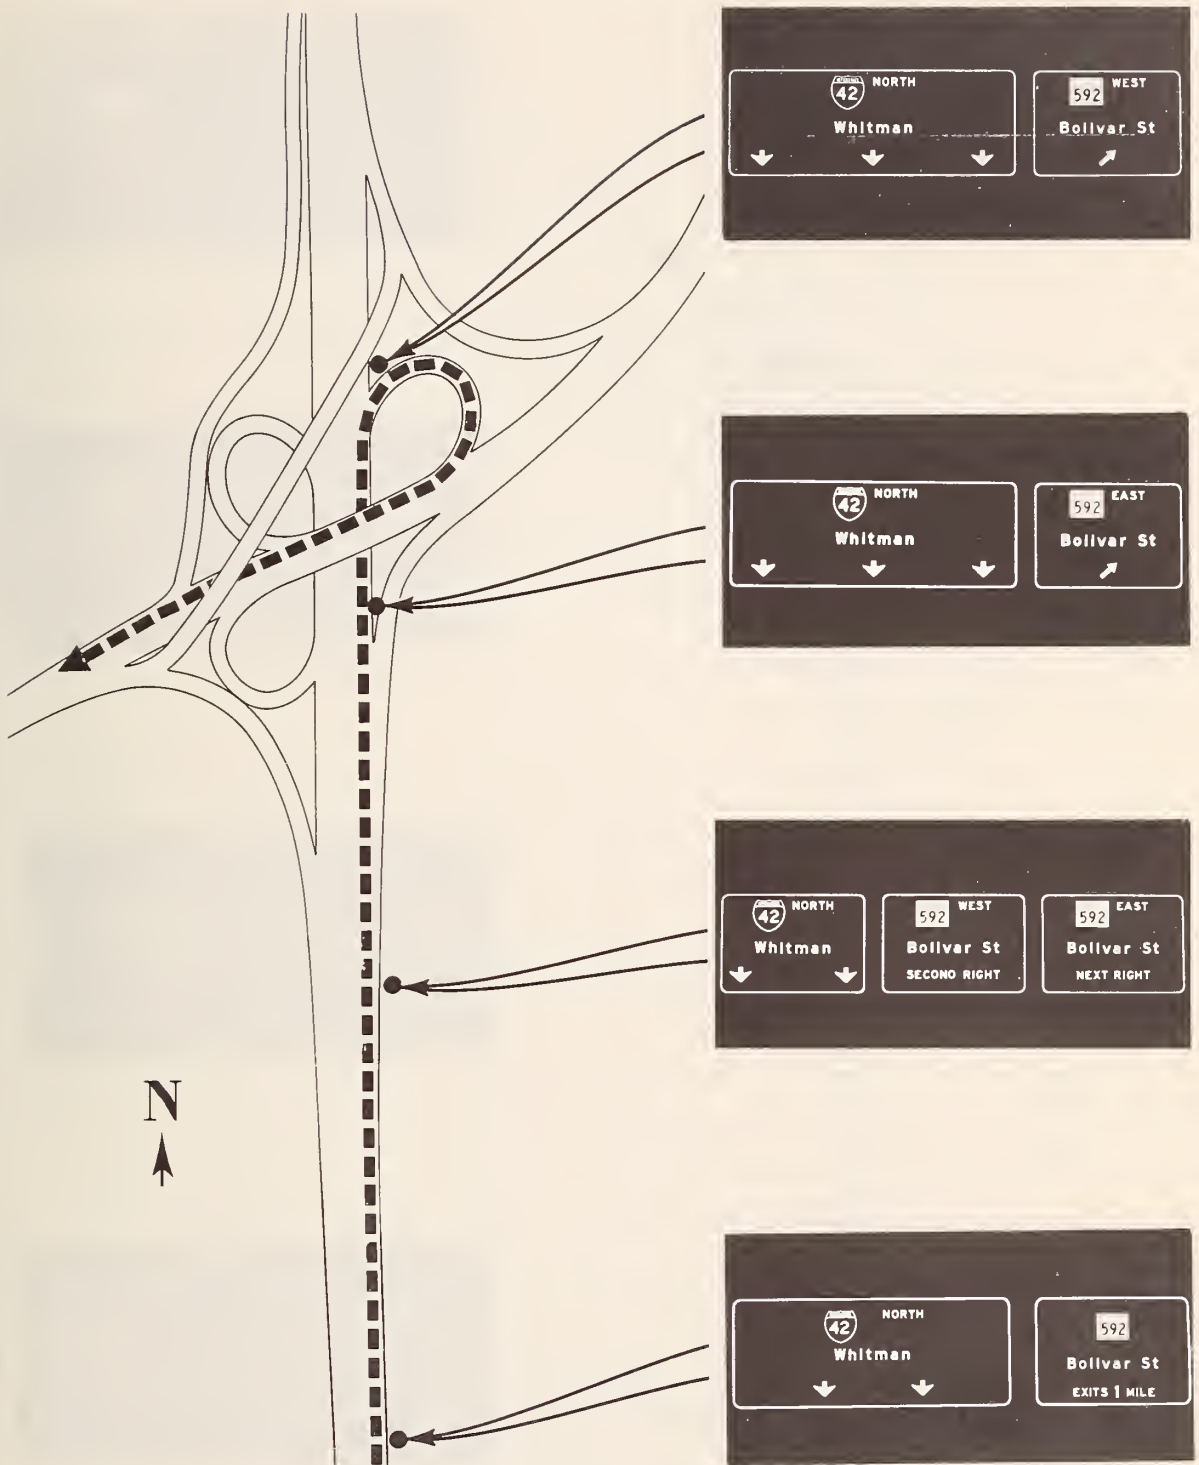 42 NORTH
Whitman
592 WEST
Bolivar St
42 NORTH
Whitman
592 EAST
Bolivar St
42 NORTH
Whitman
592 WEST
Bolivar St
SECOND RIGHT
592 EAST
Bolivar St
NEXT RIGHT
N
42 NORTH
Whitman
592
Bolivar St
EXITS 1 MILE